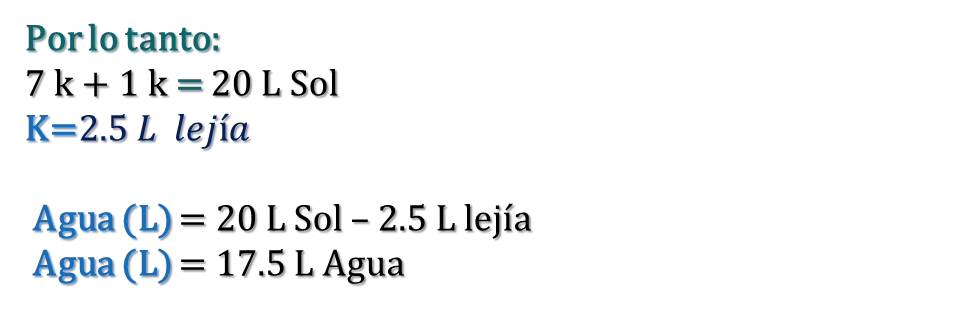 Por lo tanto:
7 k + 1 k = 20 L Sol
K=2.5 L lejía
Agua (L) = 20 L Sol – 2.5 L lejía
Agua (L) = 17.5 L Agua